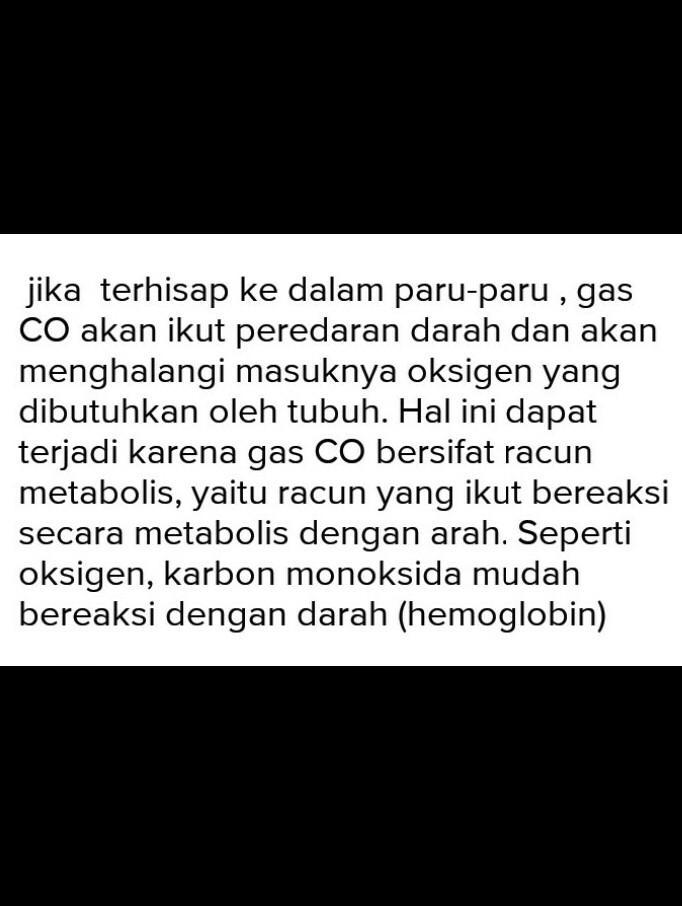 jika terhisap ke dalam paru-paru , gas
CO akan ikut peredaran darah dan akan
menghalangi masuknya oksigen yang
dibutuhkan oleh tubuh. Hal ini dapat
terjadi karena gas CO bersifat racun
metabolis, yaitu racun yang ikut bereaksi
secara metabolis dengan arah. Seperti
oksigen, karbon monoksida mudah
bereaksi dengan darah (hemoglobin)